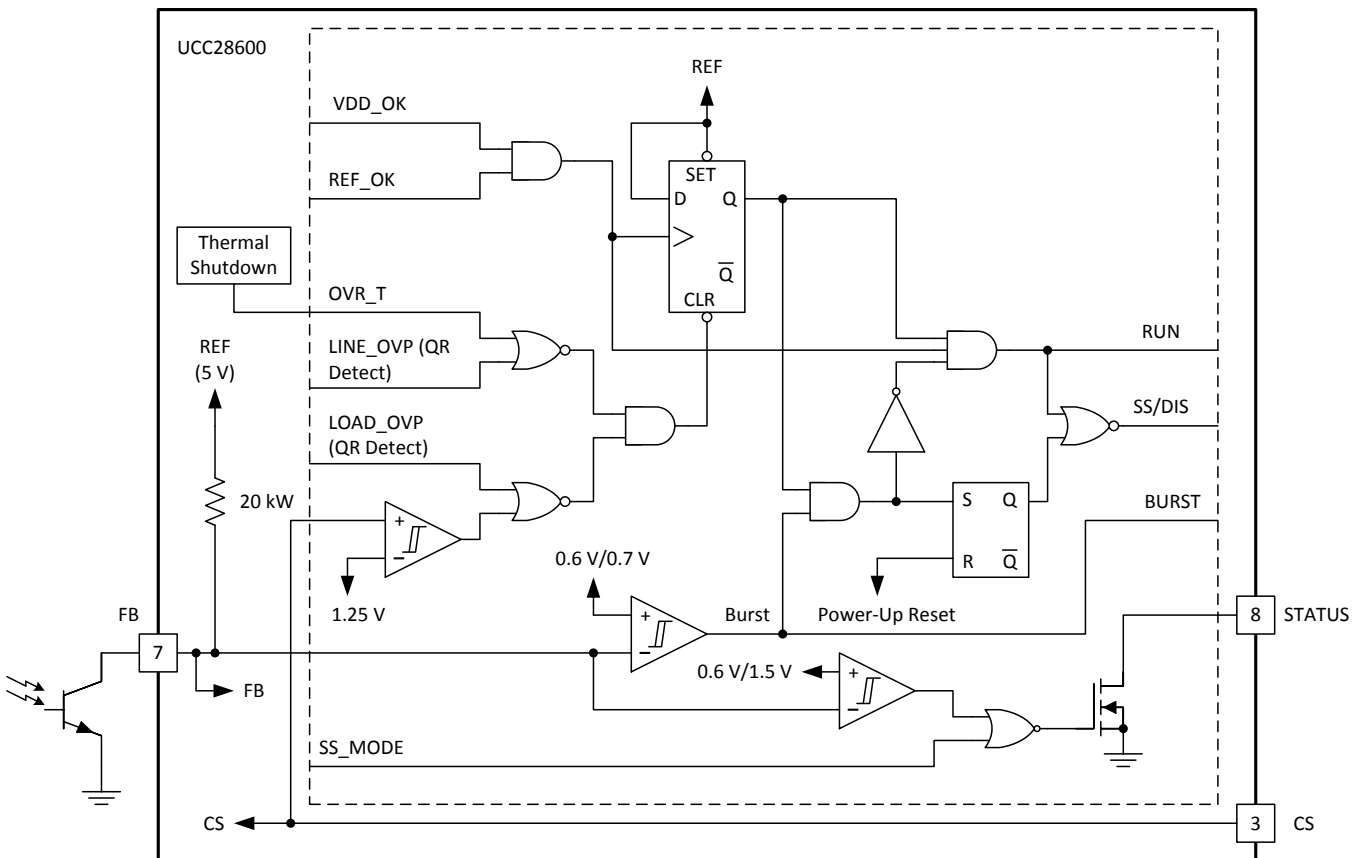 UCC28600
REF
VDD_OK
REF_OK
SET
D Q
Q
CLR
Thermal
Shutdown
OVR_T
REF
(5 V)
LINE_OVP (QR
Detect)
RUN
LOAD_OVP
(QR Detect)
SS/DIS
20 kW
+
−
1.25 V
S Q
R Q
BURST
0.6 V/0.7 V
Power-Up Reset
FB
7
FB
+
−
Burst
8
STATUS
0.6 V/1.5 V
+
−
SS_MODE
CS
3
CS